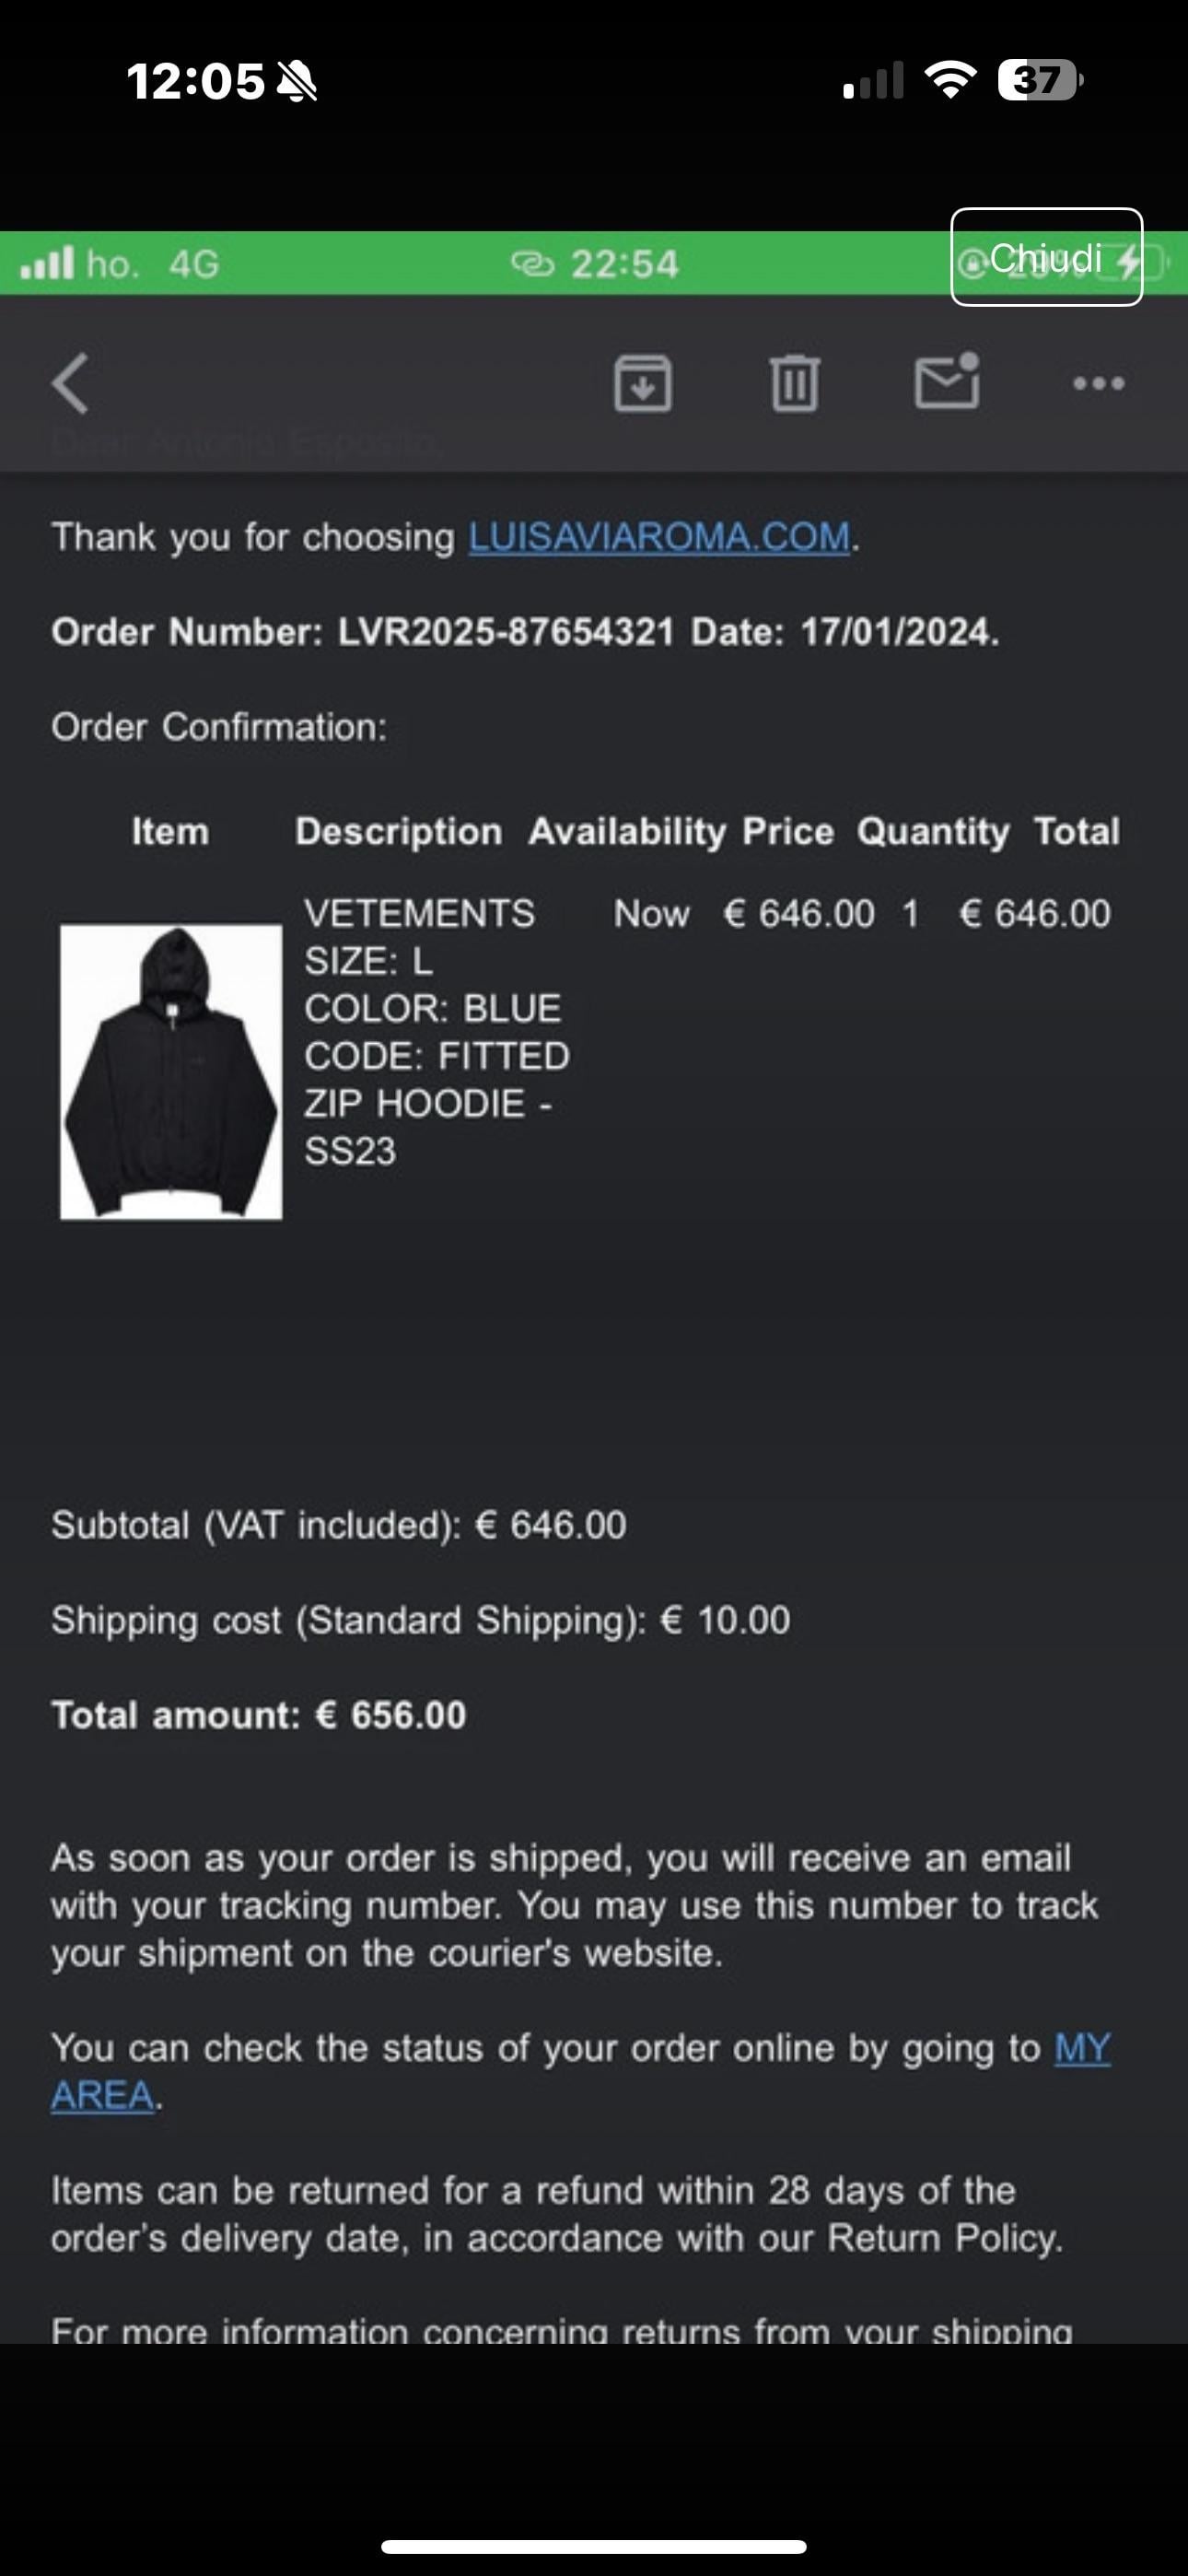 12:05
37
ho. 4G
22:54
Chiudi
Dear Antonio Esposito,
Thank you for choosing LUISAVIAROMA.COM.
Order Number: LVR2025-87654321 Date: 17/01/2024.
Order Confirmation:
Item Description Availability Price Quantity Total
VETEMENTS Now € 646.00 1 € 646.00
SIZE: L
COLOR: BLUE
CODE: FITTED
ZIP HOODIE -
SS23
Subtotal (VAT included): € 646.00
Shipping cost (Standard Shipping): € 10.00
Total amount: € 656.00
As soon as your order is shipped, you will receive an email
with your tracking number. You may use this number to track
your shipment on the courier's website.
You can check the status of your order online by going to MY
AREA.
Items can be returned for a refund within 28 days of the
order’s delivery date, in accordance with our Return Policy.
For more information concerning returns from your shipping